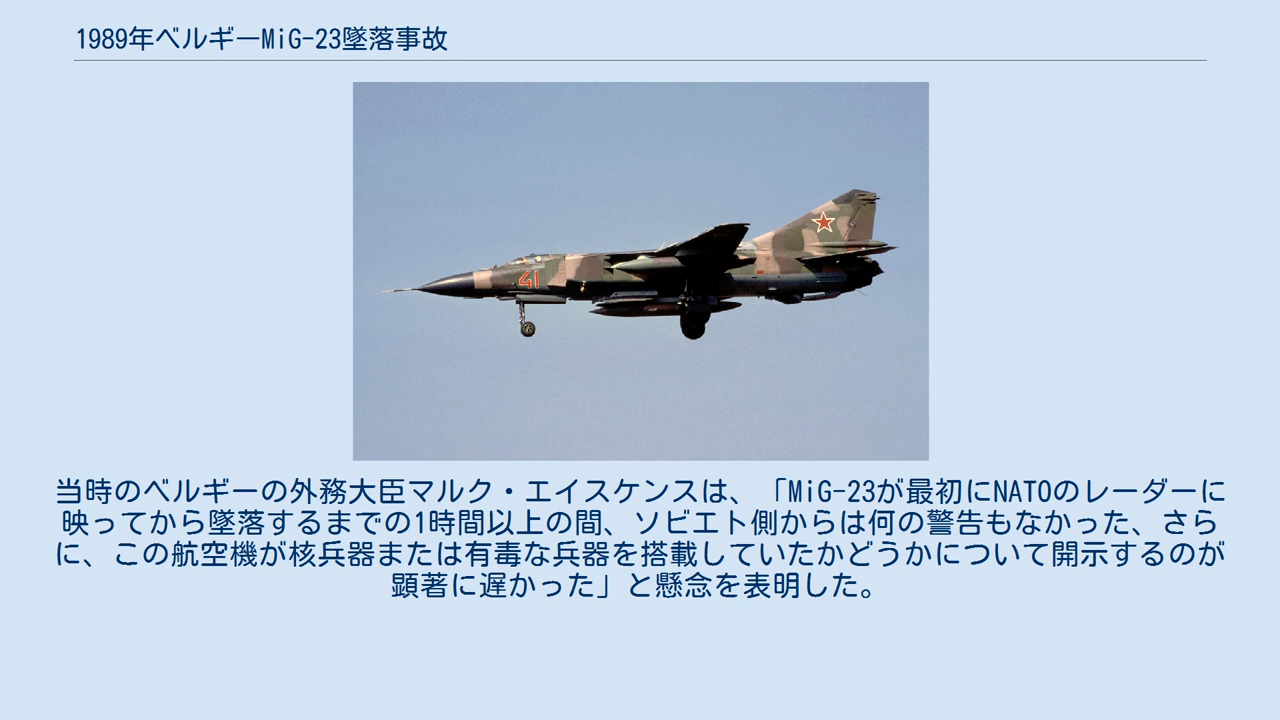 1989年ベルギーMiG-23墜落事故
41
当時のベルギーの外務大臣マルク・エイスケンスは、「MiG-23が最初にNATOのレーダーに
映ってから墜落するまでの1時間以上の間、ソビエト側からは何の警告もなかった、さら
に、この航空機が核兵器または有毒な兵器を搭載していたかどうかについて開示するのが
顕著に遅かった」と懸念を表明した。